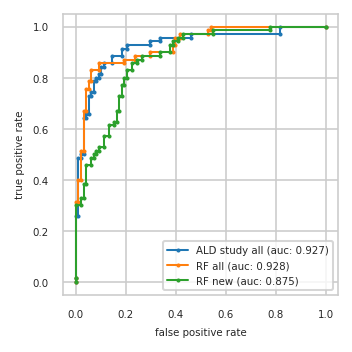 1.0
0.8
0.6
0.4
0.2
0.0
true positive rate
ALD study all (auc: 0.927)
RF all (auc: 0.928)
RF new (auc: 0.875)
0.0 0.2 0.4 0.6 0.8 1.0
false positive rate